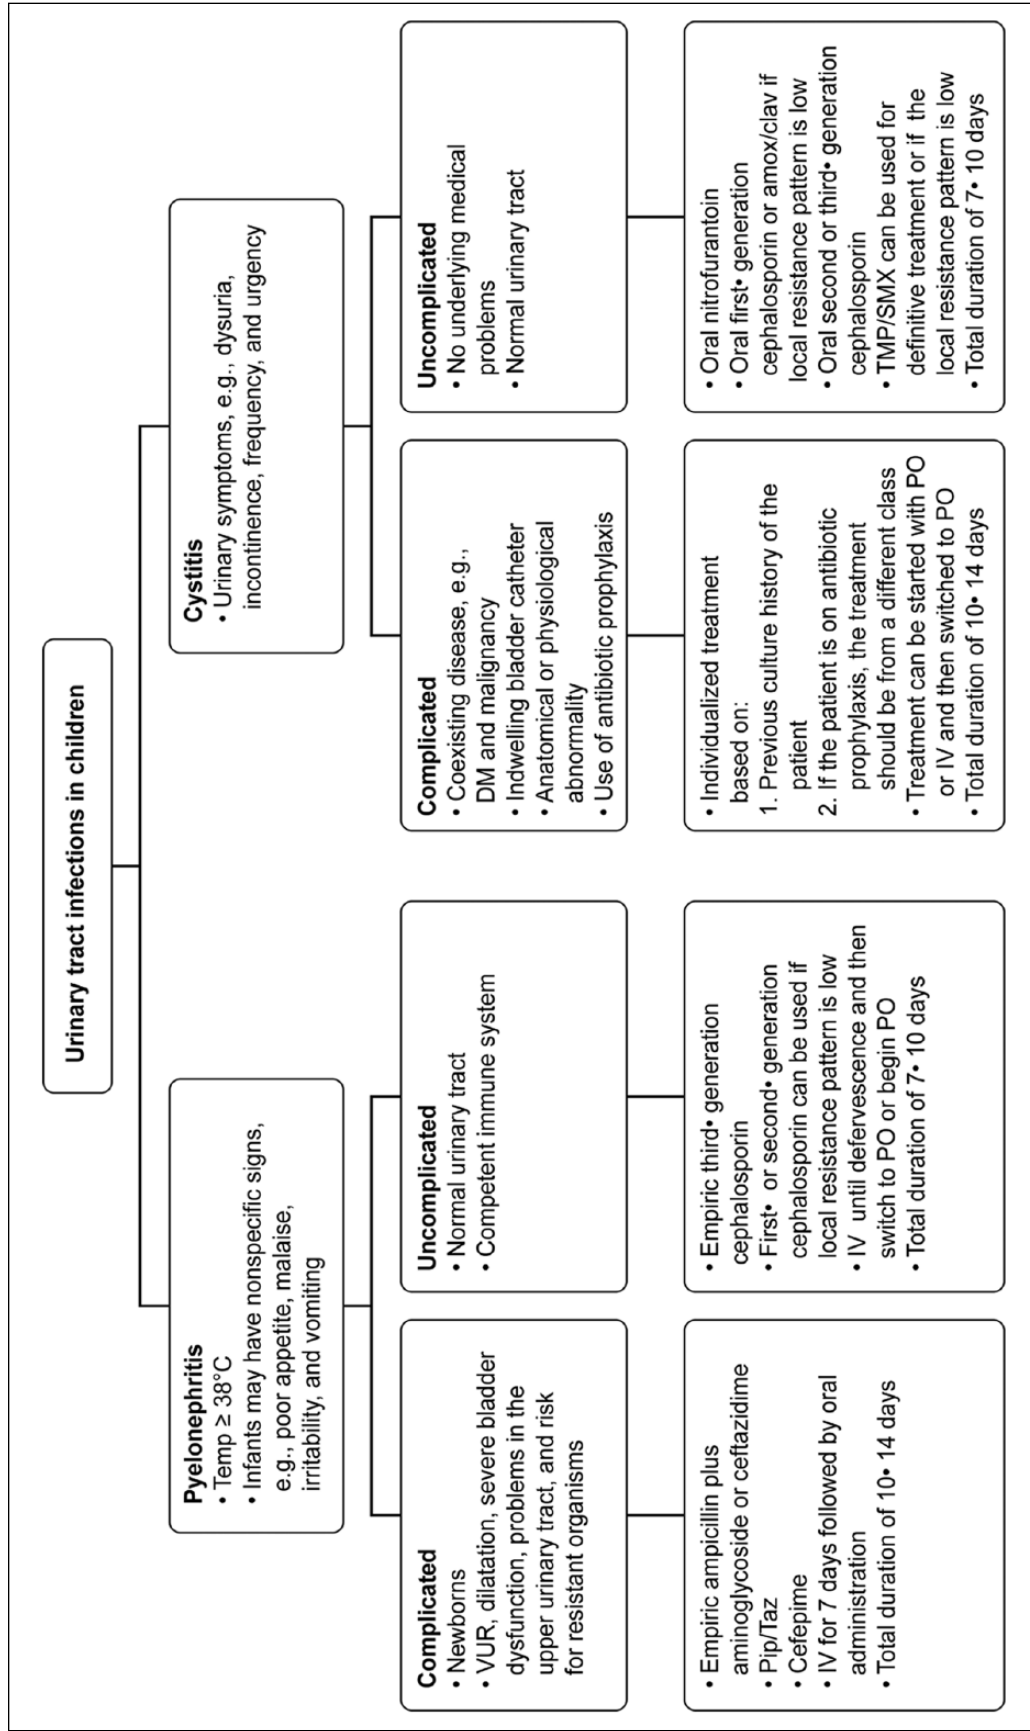 Urinary tract infections in children
Pyelonephritis
• Temp ≥ 38°C
• Infants may have nonspecific signs,
e.g., poor appetite, malaise,
irritability, and vomiting
Cystitis
• Urinary symptoms, e.g., dysuria,
incontinence, frequency, and urgency
Complicated
• Newborns
• VUR, dilatation, severe bladder
dysfunction, problems in the
upper urinary tract, and risk
for resistant organisms
Uncomplicated
• Normal urinary tract
• Competent immune system
Complicated
• Coexisting disease, e.g.,
DM and malignancy
• Indwelling bladder catheter
• Anatomical or physiological
abnormality
• Use of antibiotic prophylaxis
Uncomplicated
• No underlying medical
problems
• Normal urinary tract
• Empiric ampicillin plus
aminoglycoside or ceftazidime
• Pip/Taz
• Cefepime
• IV for 7 days followed by oral
administration
• Total duration of 10• 14 days
• Empiric third• generation
cephalosporin
• First• or second• generation
cephalosporin can be used if
local resistance pattern is low
• IV until defervescence and then
switch to PO or begin PO
• Total duration of 7• 10 days
• Individualized treatment
based on:
1. Previous culture history of the
patient
2. If the patient is on antibiotic
prophylaxis, the treatment
should be from a different class
• Treatment can be started with PO
or IV and then switched to PO
• Total duration of 10• 14 days
• Oral nitrofurantoin
• Oral first• generation
cephalosporin or amox/clav if
local resistance pattern is low
• Oral second or third• generation
cephalosporin
• TMP/SMX can be used for
definitive treatment or if the
local resistance pattern is low
• Total duration of 7• 10 days